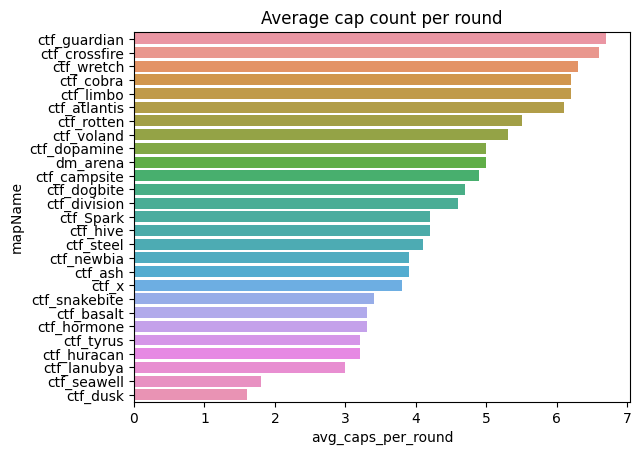 Average cap count per round
mapName
ctf_guardian
ctf_crossfire
ctf_wretch
ctf_cobra
ctf_limbo
ctf_atlantis
ctf_rotten
ctf_voland
ctf_dopamine
dm_arena
ctf_campsite
ctf_dogbite
ctf_division
ctf_Spark
ctf_hive
ctf_steel
ctf_newbia
ctf_ash
ctf_x
ctf_snakebite
ctf_basalt
ctf_hormone
ctf_tyrus
ctf_huracan
ctf_lanubya
ctf_seawell
ctf_dusk
0 1 2 3 4 5 6 7
avg_caps_per_round